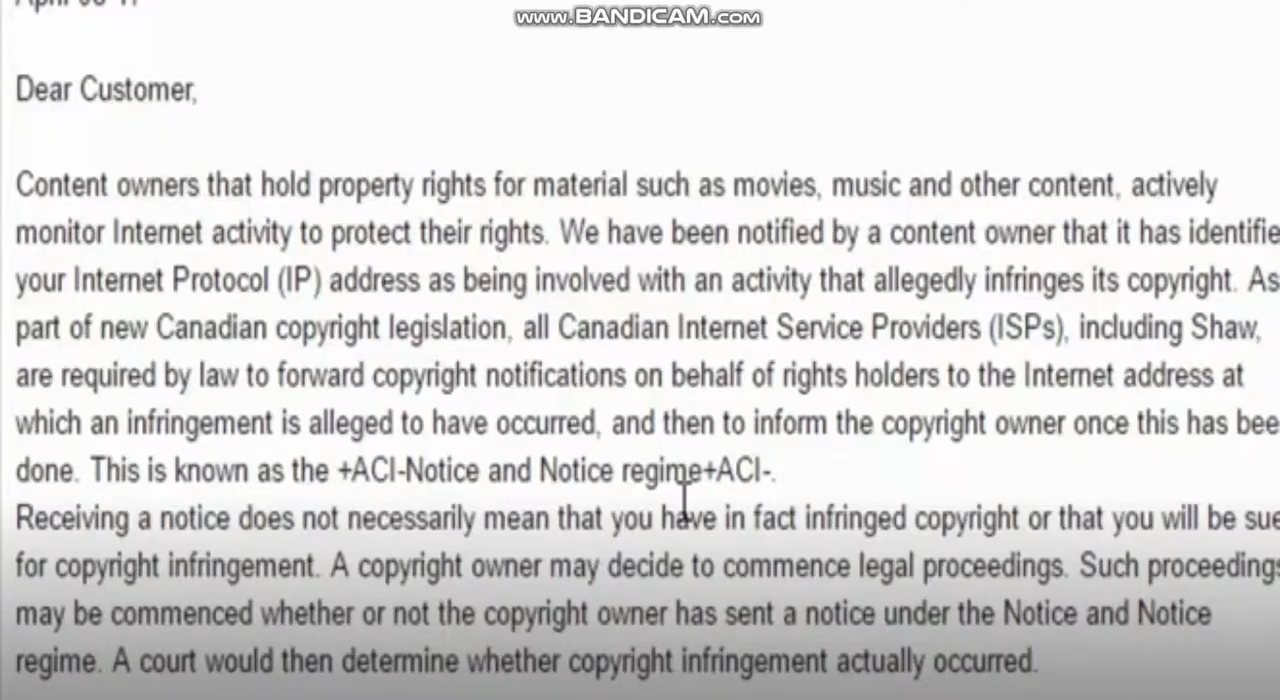 www.BANDICAM.com
Dear Customer,
Content owners that hold property rights for material such as movies, music and other content, actively
monitor Internet activity to protect their rights. We have been notified by a content owner that it has identifie
your Internet Protocol (IP) address as being involved with an activity that allegedly infringes its copyright. As
part of new Canadian copyright legislation, all Canadian Internet Service Providers (ISPs), including Shaw,
are required by law to forward copyright notifications on behalf of rights holders to the Internet address at
which an infringement is alleged to have occurred, and then to inform the copyright owner once this has bee
done. This is known as the +ACI-Notice and Notice regime+ACI-.
Receiving a notice does not necessarily mean that you have in fact infringed copyright or that you will be sue
for copyright infringement. A copyright owner may decide to commence legal proceedings. Such proceedings
may be commenced whether or not the copyright owner has sent a notice under the Notice and Notice
regime. A court would then determine whether copyright infringement actually occurred.